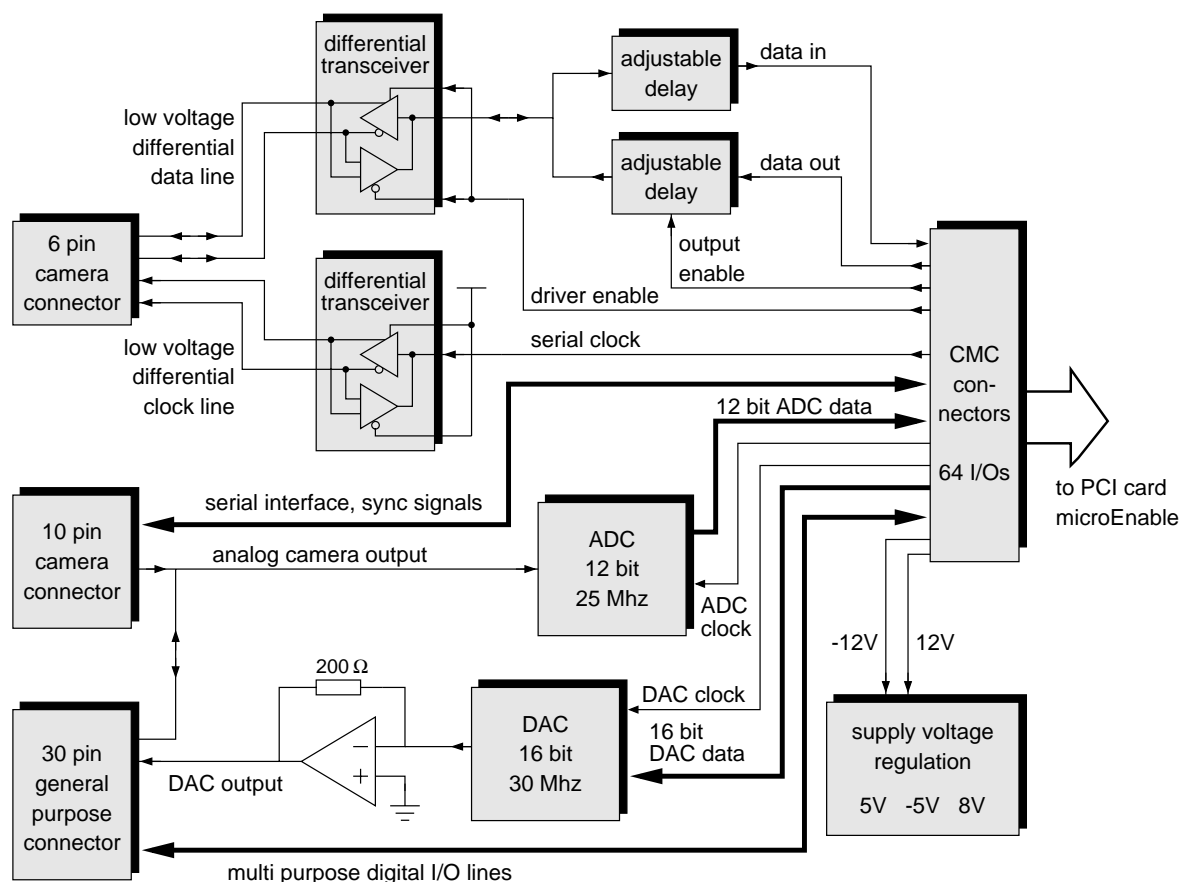 differential
transceiver
adjustable
delay
data in
low voltage
differential
data line
adjustable
delay
data out
6 pin
camera
connector
output
enable
differential
transceiver
driver enable
serial clock
low voltage
differential
clock line
CMC
con-
nectors
64 I/Os
12 bit ADC data
to PCI card
microEnable
10 pin
camera
connector
serial interface, sync signals
analog camera output
ADC
12 bit
25 Mhz
ADC
clock
-12V
12V
200 Ω
DAC clock
16 bit
DAC data
30 pin
general
purpose
connector
DAC output
−
+
DAC
16 bit
30 Mhz
supply voltage
regulation
5V -5V 8V
multi purpose digital I/O lines